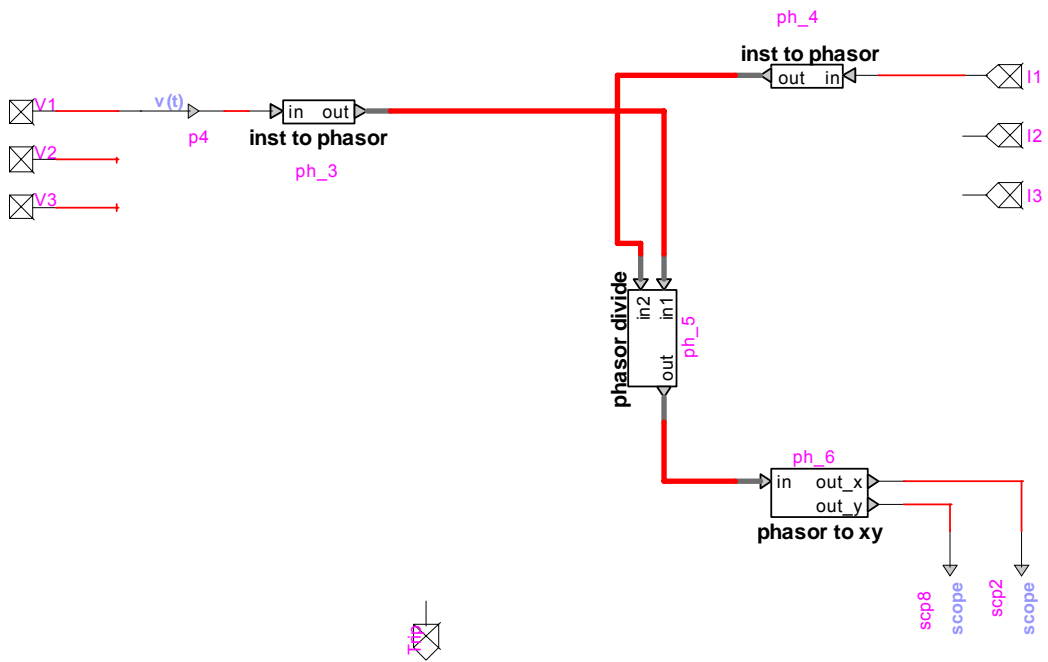 ph_4
inst to phasor
out in
I1
V1
v(t)
p4
in out
inst to phasor
ph_3
V2
V3
I2
I3
phasor divide
in2
in1
out
ph_5
ph_6
in out_x
out_y
phasor to xy
scp8
scope
scp2
scope
Trip